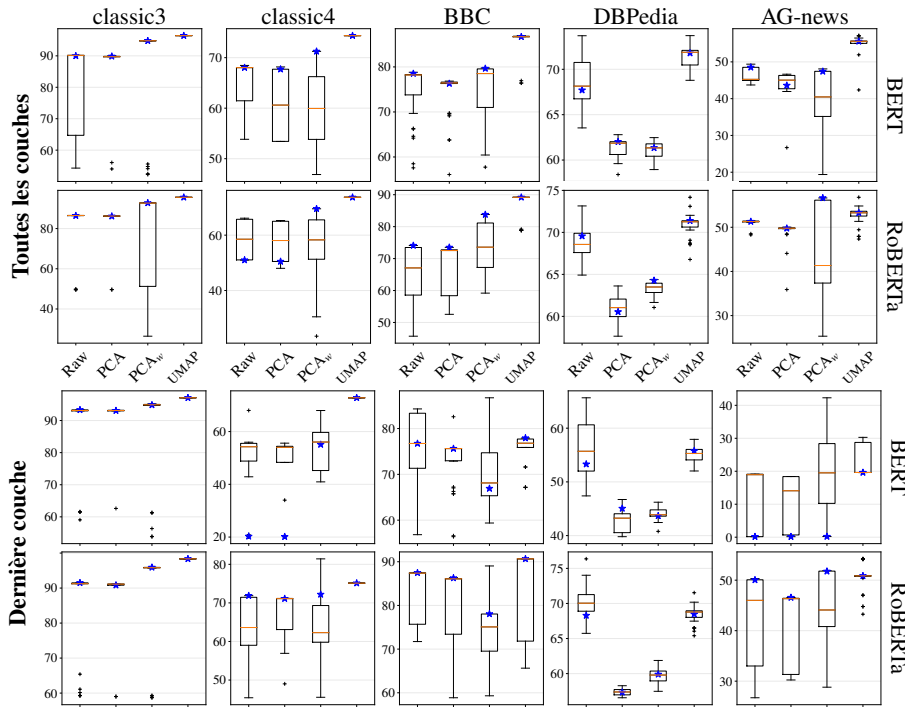 classic3 classic4 BBC DBPedia AG-news
Toutes les couches
BERT
90 80 70 60
70 60 50
80 70 60
70 60
50 40 30 20
RoBERTa
80 60 40
60 40
90 80 70 60 50
70 65 60
50 40 30
Raw PCA PCA_w UMAP
Raw PCA PCA_w UMAP
Raw PCA PCA_w UMAP
Raw PCA PCA_w UMAP
Raw PCA PCA_w UMAP
Dernière couche
BERT
90 80 70 60
60 40 20
80 70 60
60 50 40
40 30 20 10 0
RoBERTa
90 80 70 60
80 70 60 50
90 80 70 60
70 60
50 40 30